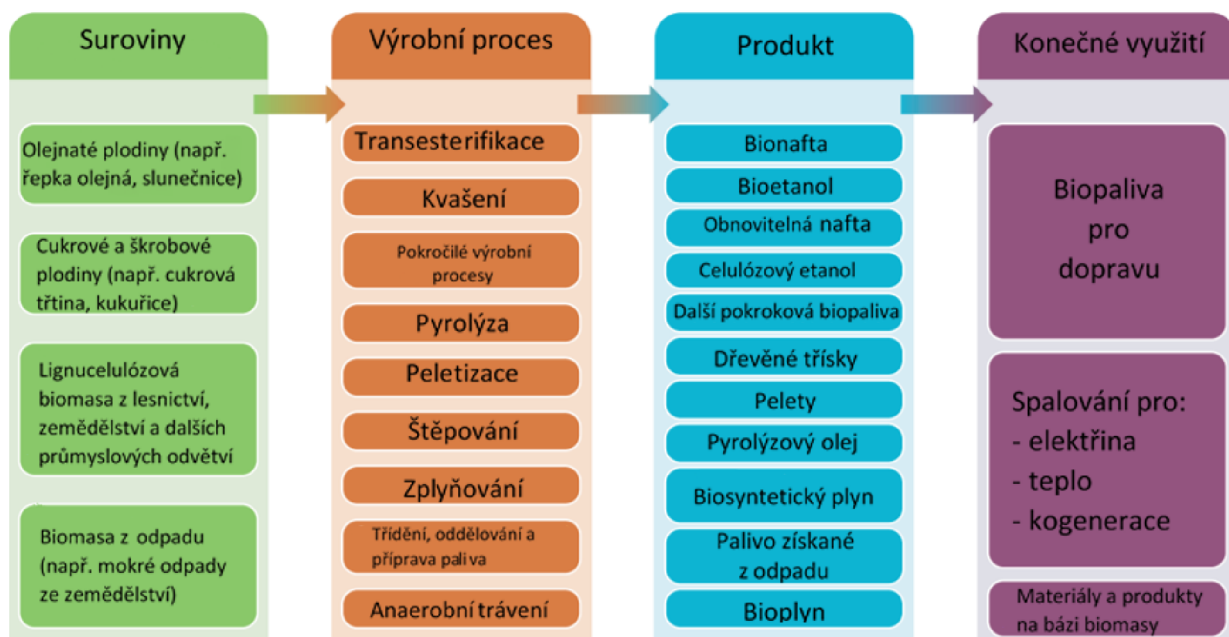 Suroviny
Olejnaté plodiny (např.
řepka olejná, slunečnice)
Cukrové a škrobové
plodiny (např. cukrová
třtina, kukuřice)
Lignucelulózová
biomasa z lesnictví,
zemědělství a dalších
průmyslových odvětví
Biomasa z odpadu
(např. mokré odpady
ze zemědělství)
Výrobní proces
Transesterifikace
Kvašení
Pokročilé výrobní
procesy
Pyrolýza
Peletizace
Štěpování
Zplyňování
Třídění, oddělování a
příprava paliva
Anaerobní trávení
Produkt
Bionafta
Bioetanol
Obnovitelná nafta
Celulózový etanol
Další pokroková biopaliva
Dřevěné třísky
Pelety
Pyrolýzový olej
Biosyntetický plyn
Palivo získané
z odpadu
Bioplyn
Konečné využití
Biopaliva
pro
dopravu
Spalování pro:
- elektřina
- teplo
- kogenerace
Materiály a produkty
na bázi biomasy